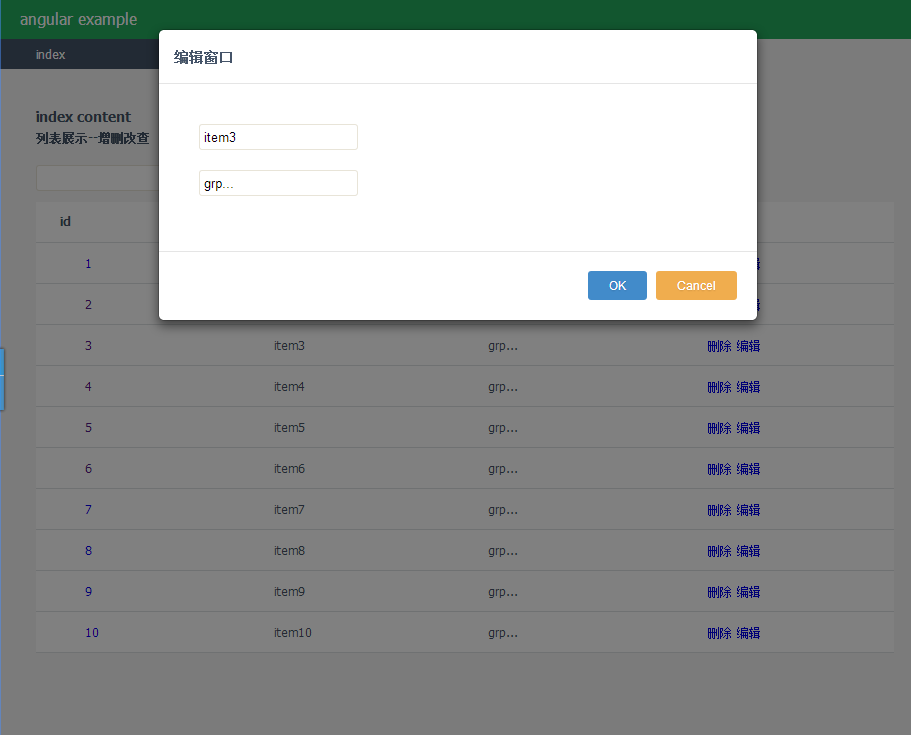 angular example
index
编辑窗口
index content
列表展示--增删改查
item3
grp...
id
1
2
OK Cancel
3 item3 grp... 删除 编辑
4 item4 grp... 删除 编辑
5 item5 grp... 删除 编辑
6 item6 grp... 删除 编辑
7 item7 grp... 删除 编辑
8 item8 grp... 删除 编辑
9 item9 grp... 删除 编辑
10 item10 grp... 删除 编辑